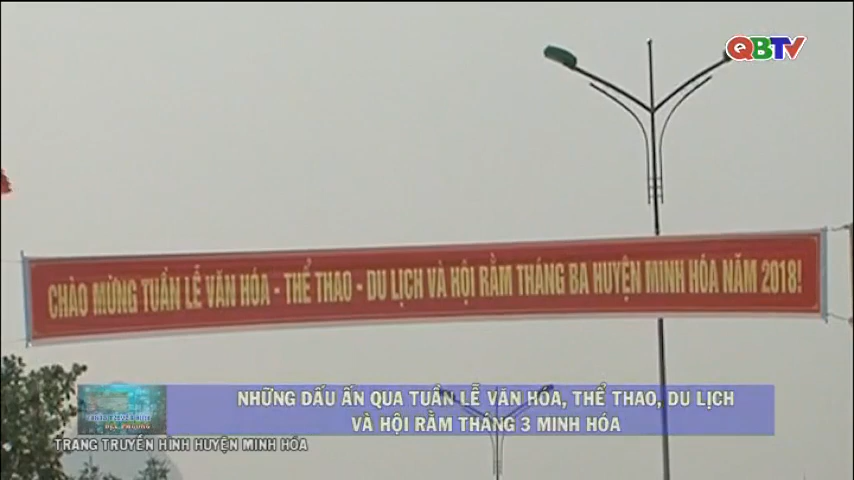 QBTV
CHÀO MỪNG TUẦN LỄ VĂN HÓA - THỂ THAO - DU LỊCH VÀ HỘI RẰM THÁNG BA HUYỆN MINH HÓA NĂM 2018!
NHỮNG DẤU ẤN QUA TUẦN LỄ VĂN HÓA, THỂ THAO, DU LỊCH
VÀ HỘI RẰM THÁNG 3 MINH HÓA
TRANG TRUYỀN HÌNH HUYỆN MINH HÓA